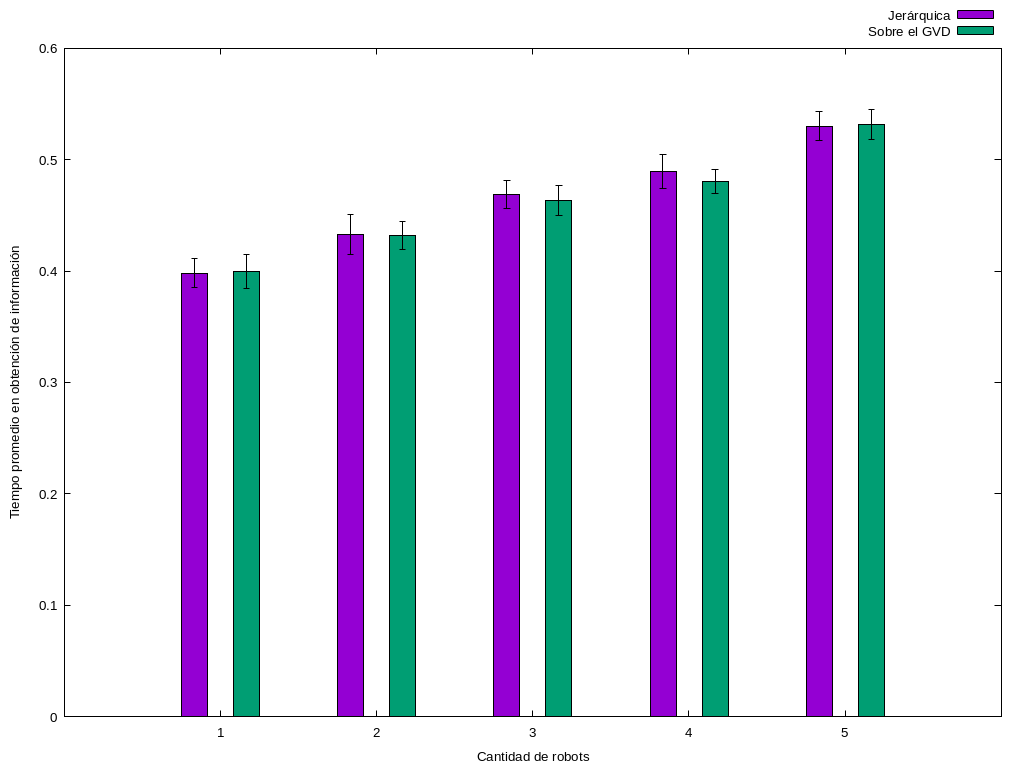 Jerárquica
Sobre el GVD
0.6
0.5
0.4
0.3
0.2
0.1
0
Tiempo promedio en obtención de información
1 2 3 4 5
Cantidad de robots